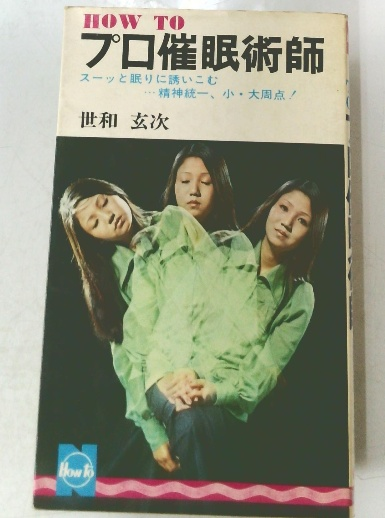 HOW TO
プロ催眠術師
スーッと眠りに誘いこむ
…精神統一、小・大周点！
世和 玄次
How to